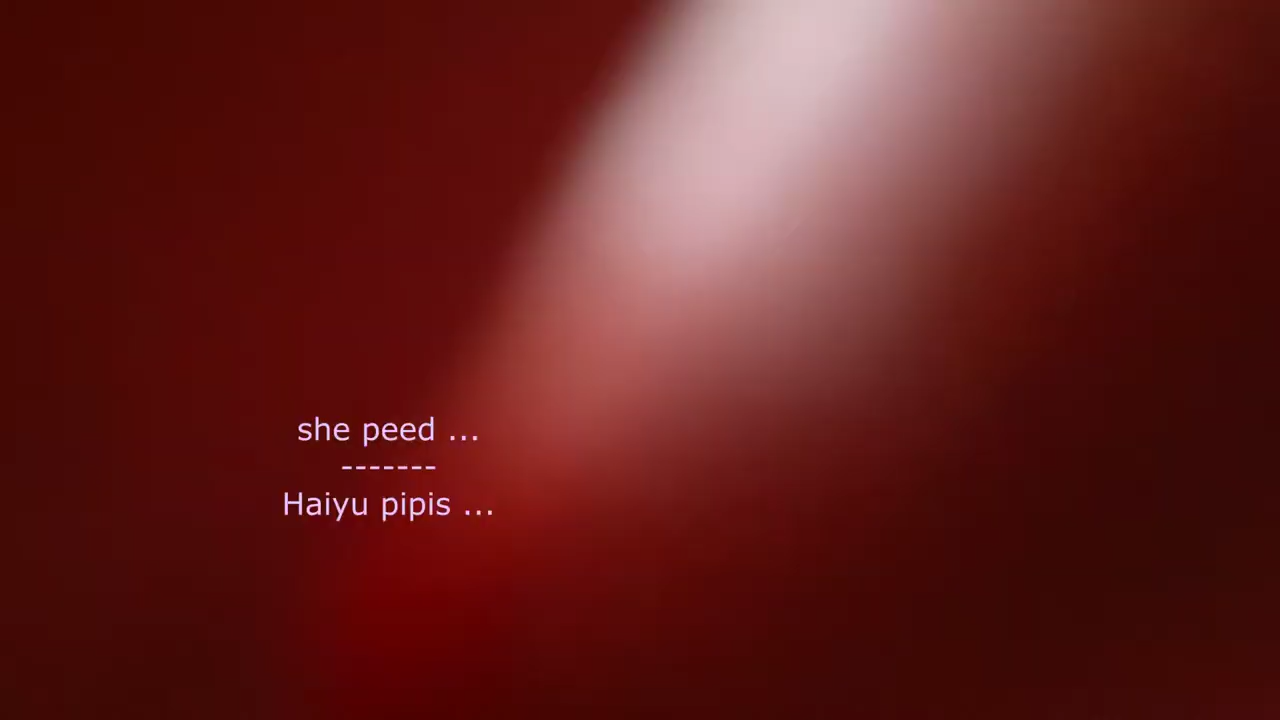 she peed ...
-------
Haiyu pipis ...